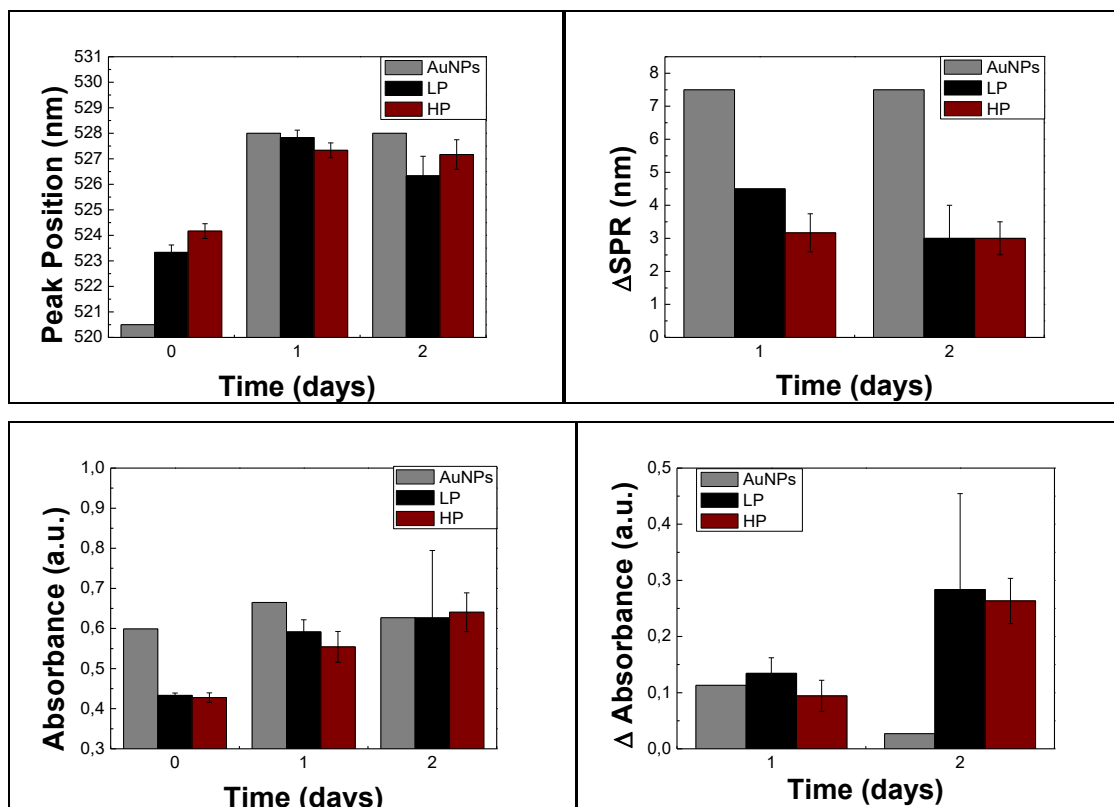 531
530
529
528
527
526
525
524
523
522
521
520
Peak Position (nm)
AuNPs
LP
HP
0
1
2
Time (days)
8
7
6
5
4
3
2
1
0
ΔSPR (nm)
AuNPs
LP
HP
1
2
Time (days)
1,0
0,9
0,8
0,7
0,6
0,5
0,4
0,3
Absorbance (a.u.)
AuNPs
LP
HP
0
1
2
Time (days)
0,5
0,4
0,3
0,2
0,1
0,0
Δ Absorbance (a.u.)
AuNPs
LP
HP
1
2
Time (days)